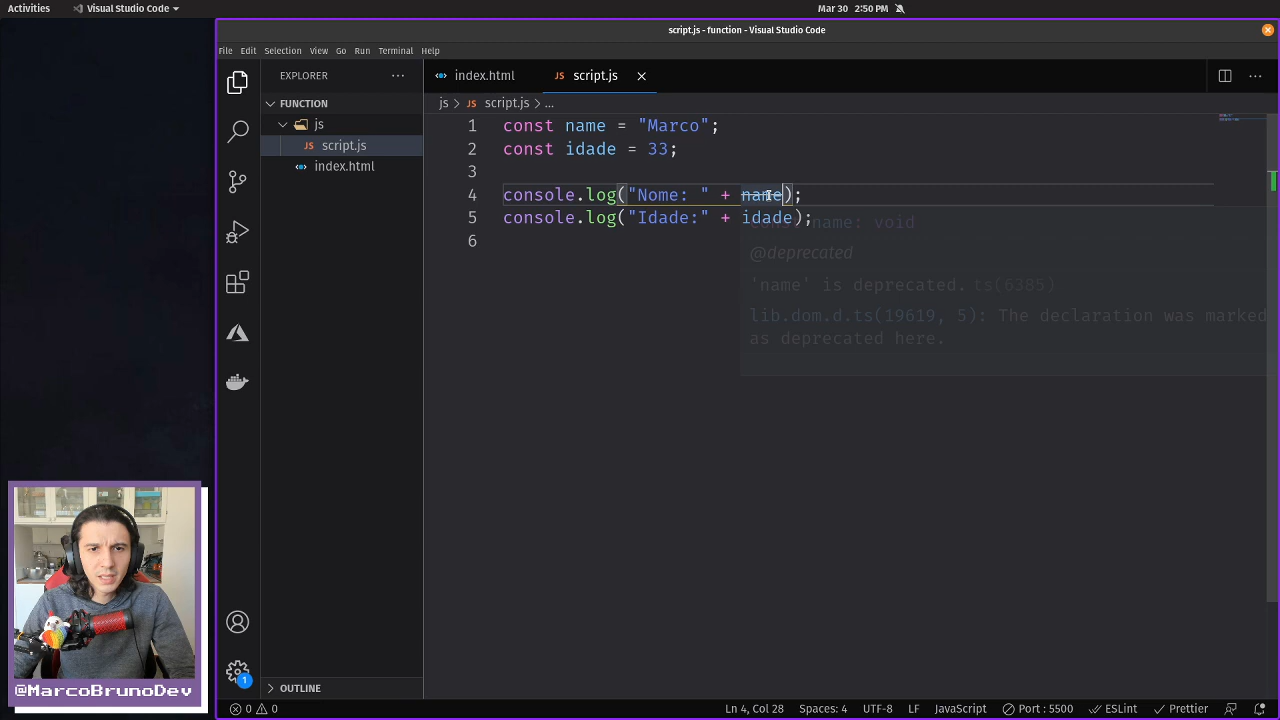 Activities
Visual Studio Code
Mar 30 2:50 PM
script.js - function - Visual Studio Code
File Edit Selection View Go Run Terminal Help
EXPLORER
index.html
script.js
FUNCTION
js > script.js > ...
js
script.js
index.html
1 const name = "Marco";
2 const idade = 33;
3
4 console.log("Nome: " + name);
5 console.log("Idade:" + idade);
6
const name: void
@deprecated
'name' is deprecated. ts(6385)
lib.dom.d.ts(19619, 5): The declaration was marked
as deprecated here.
1
@MarcoBrunoDev
OUTLINE
0 0
Ln 4, Col 28 Spaces: 4 UTF-8 LF JavaScript Port : 5500 ESLint Prettier